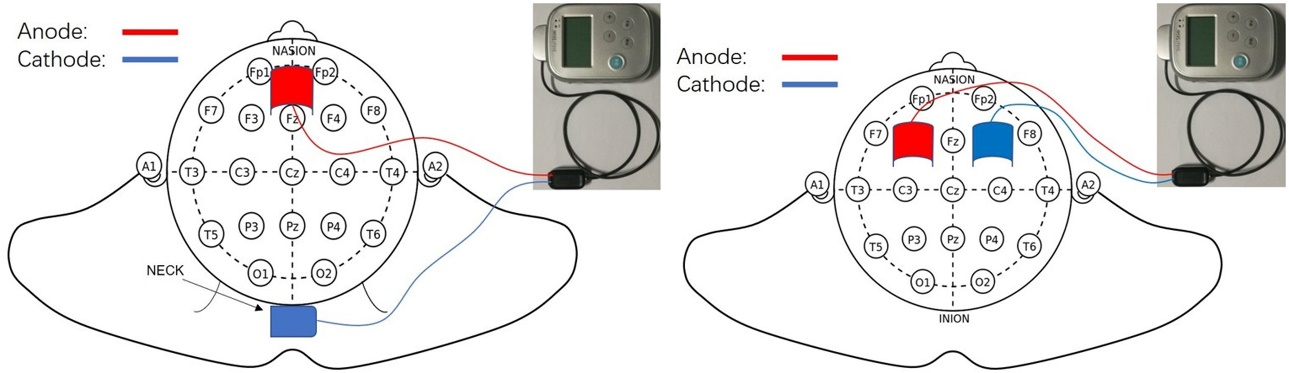 Anode:
Cathode:
NASION
Fp1 Fp2
F7 F3 Fz F4 F8
A1 T3 C3 Cz C4 T4 A2
T5 P3 Pz P4 T6
NECK
O1 O2
Anode:
Cathode:
NASION
Fp1 Fp2
F7 Fz F8
A1 T3 C3 Cz C4 T4 A2
T5 P3 Pz P4 T6
O1 O2
INION